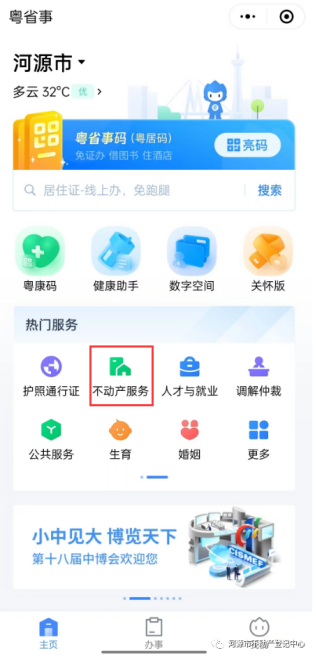 粤省事
河源市
多云 32°C 优
粤省事码（粤居码）
免证办 借图书 住酒店
亮码
居住证-线上办、免跑腿
搜索
粤康码 健康助手 数字空间 关怀版
热门服务
护照通行证 不动产服务 人才与就业 调解仲裁
公共服务 生育 婚姻 更多
小中见大 博览天下
第十八届中博会欢迎您
CISMEF
主页 办事
河源市不动产登记中心